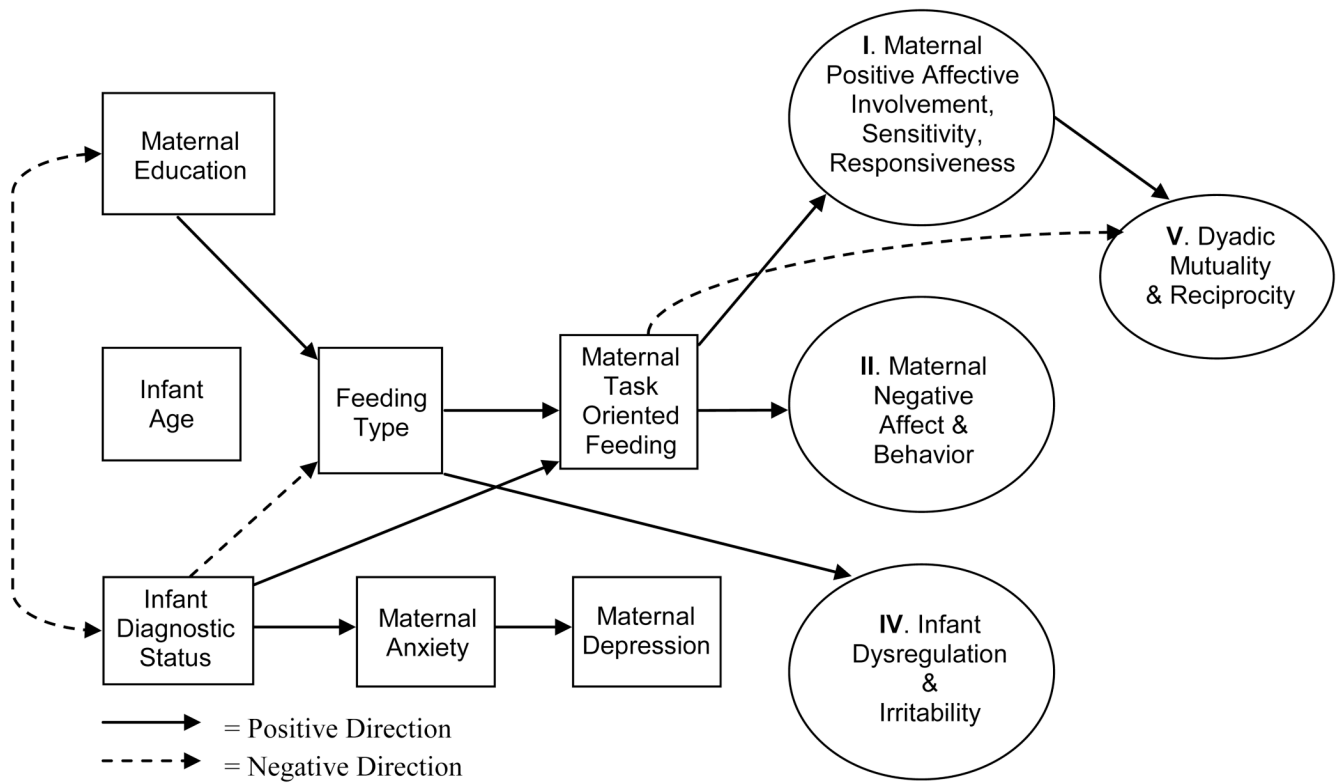 I. Maternal
Positive Affective
Involvement,
Sensitivity,
Responsiveness
Maternal
Education
V. Dyadic
Mutuality
& Reciprocity
Infant
Age
Feeding
Type
Maternal
Task
Oriented
Feeding
II. Maternal
Negative
Affect &
Behavior
Infant
Diagnostic
Status
Maternal
Anxiety
Maternal
Depression
IV. Infant
Dysregulation
&
Irritability
= Positive Direction
= Negative Direction